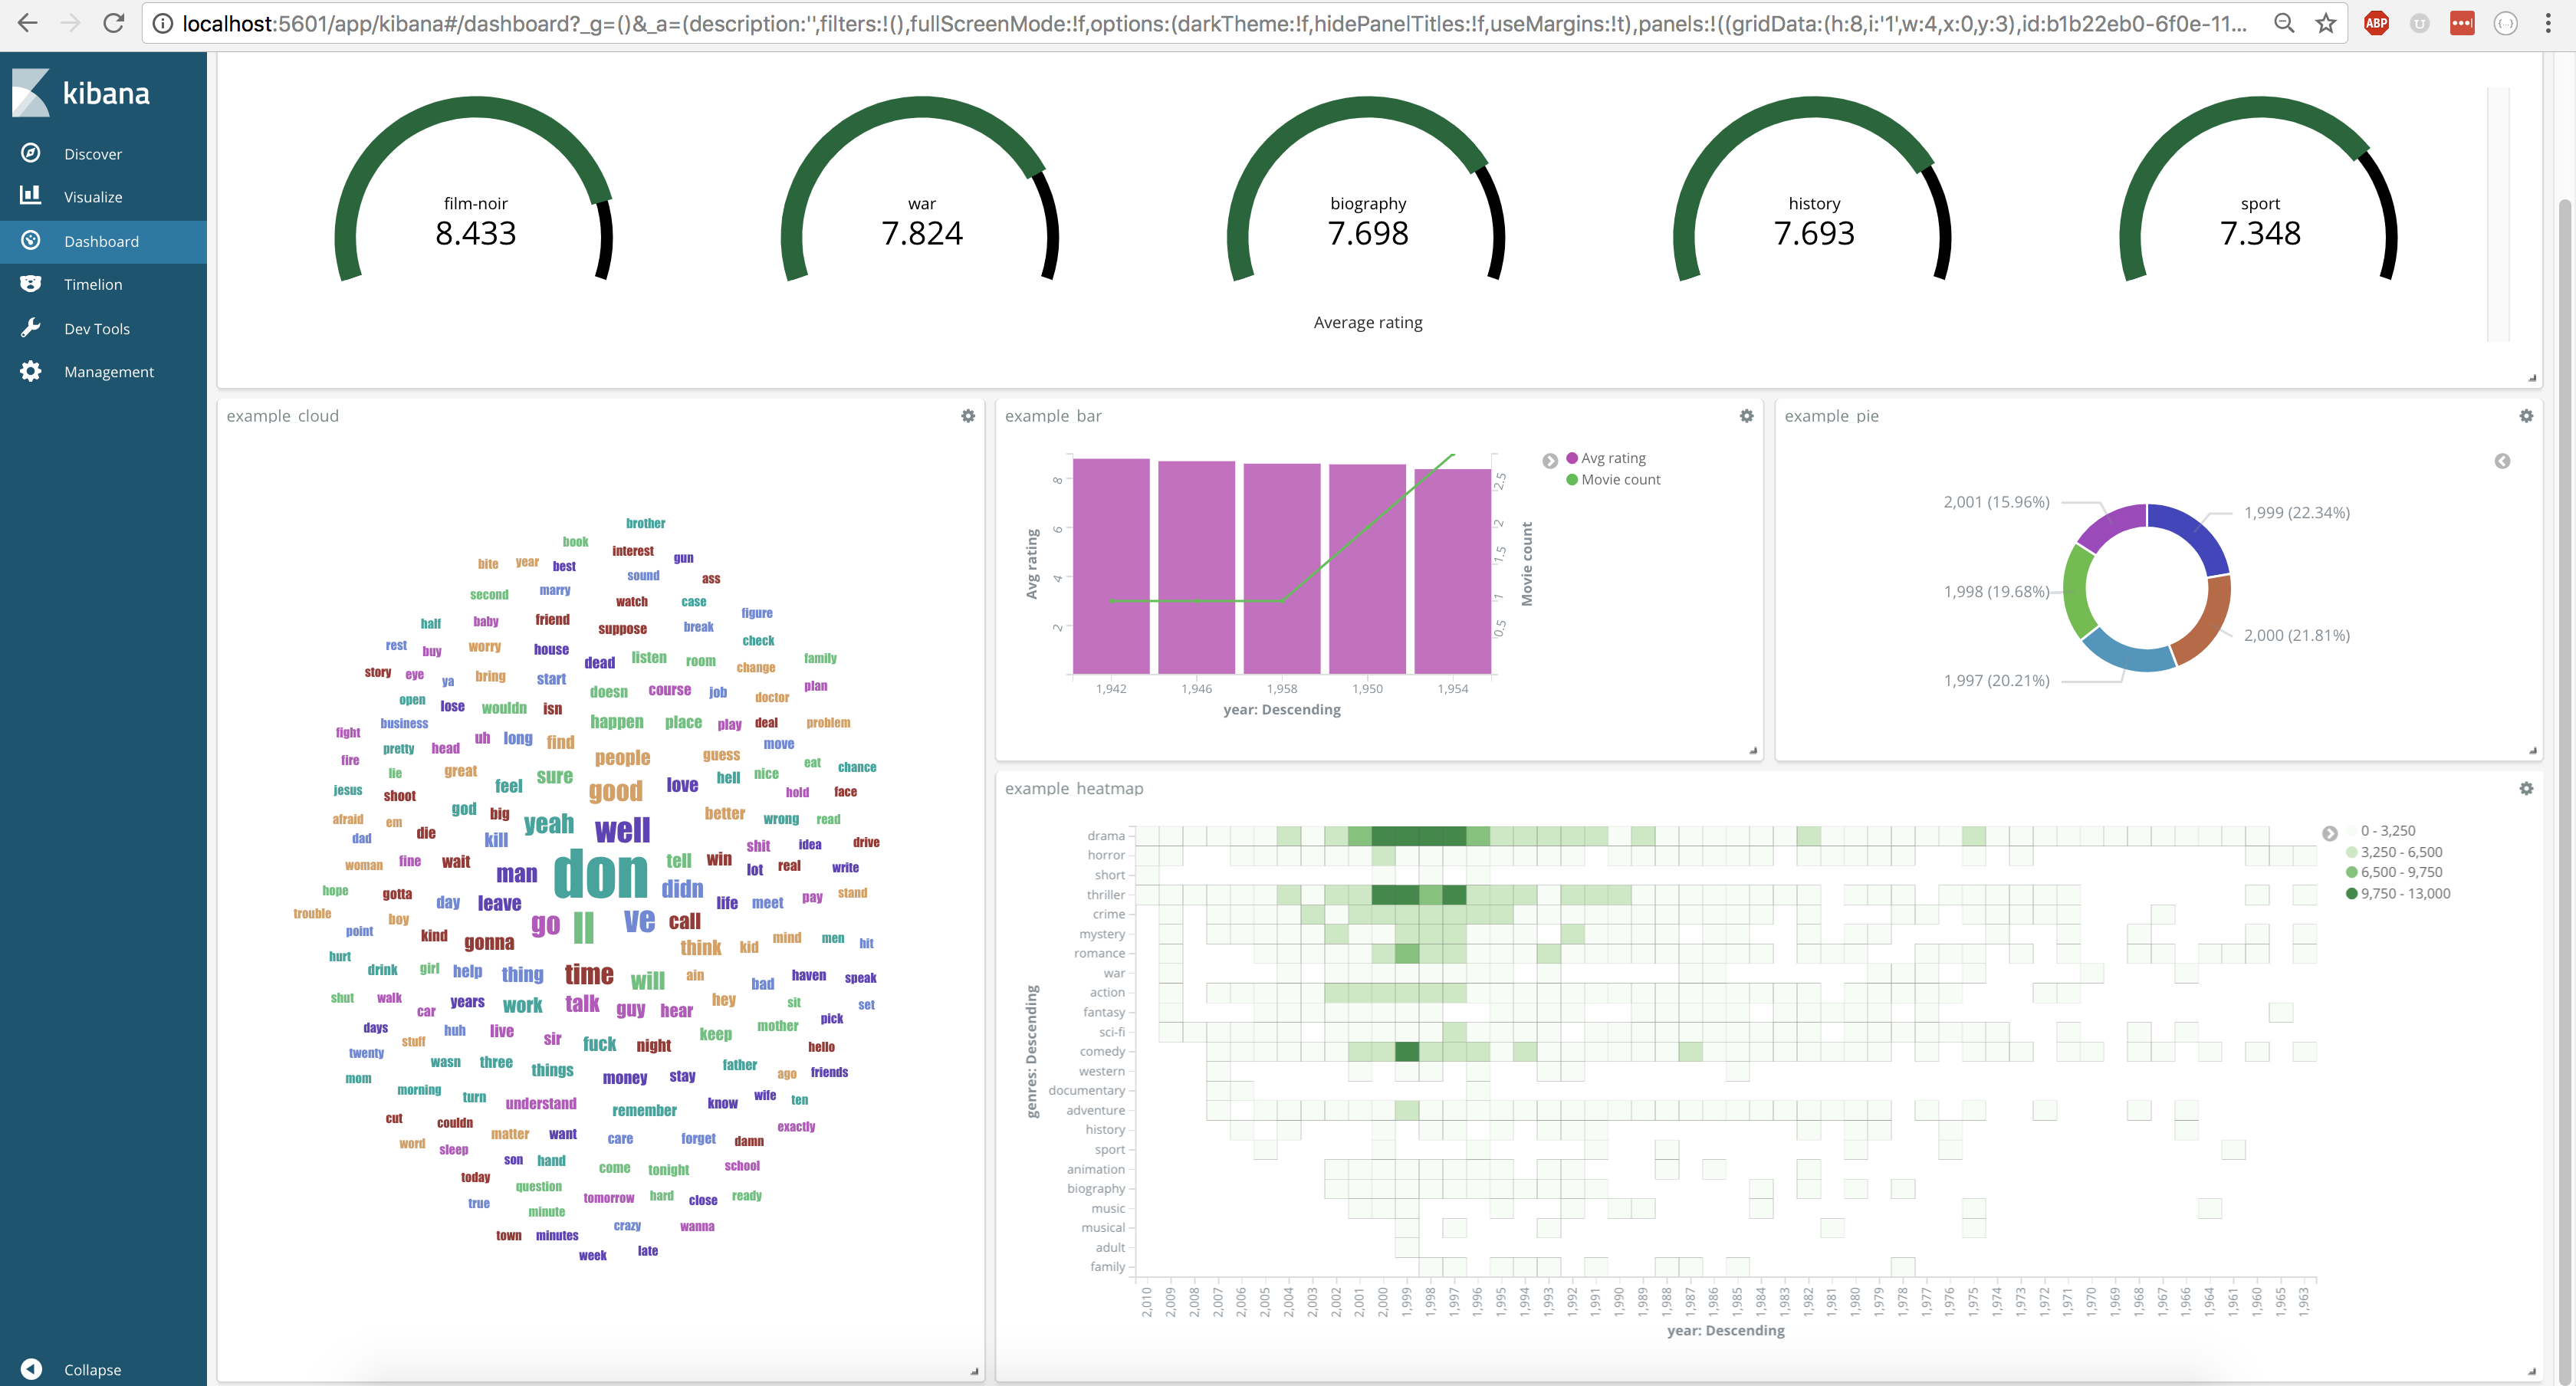 localhost:5601/app/kibana#/dashboard?_g=()&_a=(description:'',filters:!(),fullScreenMode:!f,options:(darkTheme:!f,hidePanelTitles:!f,useMargins:!t),panels:!((gridData:(h:8,i:'1',w:4,x:0,y:3),id:b1b22eb0-6f0e-11...
ABP
kibana
Discover
Visualize
Dashboard
Timelion
Dev Tools
Management
Collapse
film-noir
8.433
war
7.824
biography
7.698
history
7.693
sport
7.348
Average rating
example cloud
brother
book interest gun
bite year best sound ass
second marry watch case figure
half baby friend suppose break check
rest buy worry house dead listen room change family
story eye ya bring start doesn course job doctor plan
open lose wouldn isn happen place play deal problem
business
fight pretty head uh long find people guess move
fire lie great feel sure good love hell nice eat chance
jesus shoot god big better hold face
afraid em die kill yeah well wrong read
dad
woman fine wait man don tell win shit idea drive
lot real write
hope gotta day leave didn life meet pay stand
trouble boy go ll ve call
point kind gonna think kid mind men hit
hurt drink girl help thing time will ain bad haven speak
shut walk car years work talk guy hear hey sit set
days stuff huh live sir fuck night keep mother pick
twenty wasn three things father hello
mom money stay ago friends
morning turn understand remember know wife ten
cut couldn matter want care forget damn exactly
word sleep son hand come tonight school
today question tomorrow hard close ready
true minute crazy wanna
town minutes week late
example bar
Avg rating
8
6
4
2
2.5
2
1.5
1
0.5
Movie count
1,942 1,946 1,958 1,950 1,954
year: Descending
Avg rating
Movie count
example pie
2,001 (15.96%)
1,999 (22.34%)
1,998 (19.68%)
2,000 (21.81%)
1,997 (20.21%)
example heatmap
genres: Descending
drama
horror
short
thriller
crime
mystery
romance
war
action
fantasy
sci-fi
comedy
western
documentary
adventure
history
sport
animation
biography
music
musical
adult
family
2,010 2,009 2,008 2,007 2,006 2,005 2,004 2,003 2,002 2,001 2,000 1,999 1,998 1,997 1,996 1,995 1,994 1,993 1,992 1,991 1,990 1,989 1,988 1,987 1,986 1,985 1,984 1,983 1,982 1,981 1,980 1,979 1,978 1,977 1,976 1,975 1,974 1,973 1,972 1,971 1,970 1,969 1,968 1,967 1,966 1,964 1,961 1,960 1,965 1,963
year: Descending
0 - 3,250
3,250 - 6,500
6,500 - 9,750
9,750 - 13,000